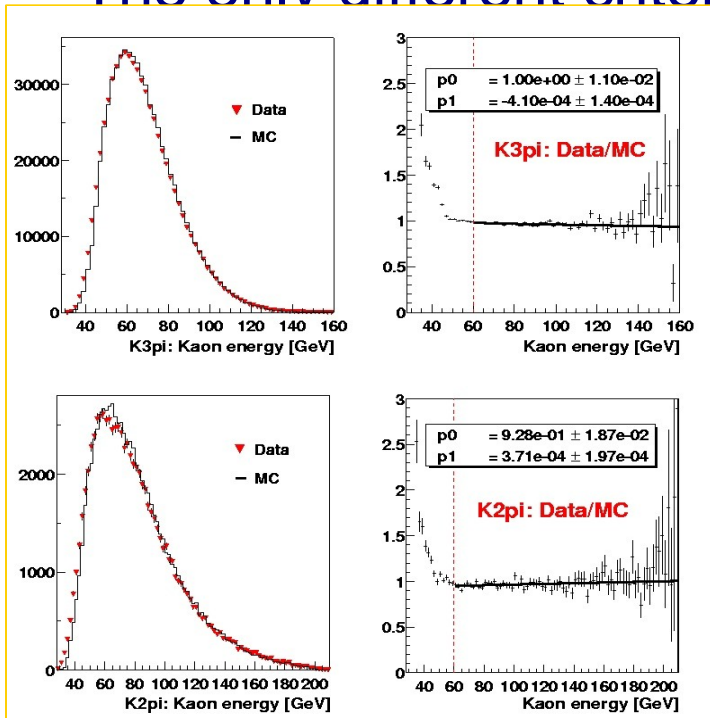 The only different criter
30000
20000
10000
0
Data
MC
40 60 80 100 120 140 160
K3pi: Kaon energy [GeV]
3
2.5
2
1.5
1
0.5
0
p0 = 1.00e+00 ± 1.10e-02
p1 = -4.10e-04 ± 1.40e-04
K3pi: Data/MC
40 60 80 100 120 140 160
Kaon energy [GeV]
2000
1000
0
Data
MC
40 60 80 100 120 140 160 180 200
K2pi: Kaon energy [GeV]
3
2.5
2
1.5
1
0.5
0
p0 = 9.28e-01 ± 1.87e-02
p1 = 3.71e-04 ± 1.97e-04
K2pi: Data/MC
40 60 80 100 120 140 160 180 200
Kaon energy [GeV]